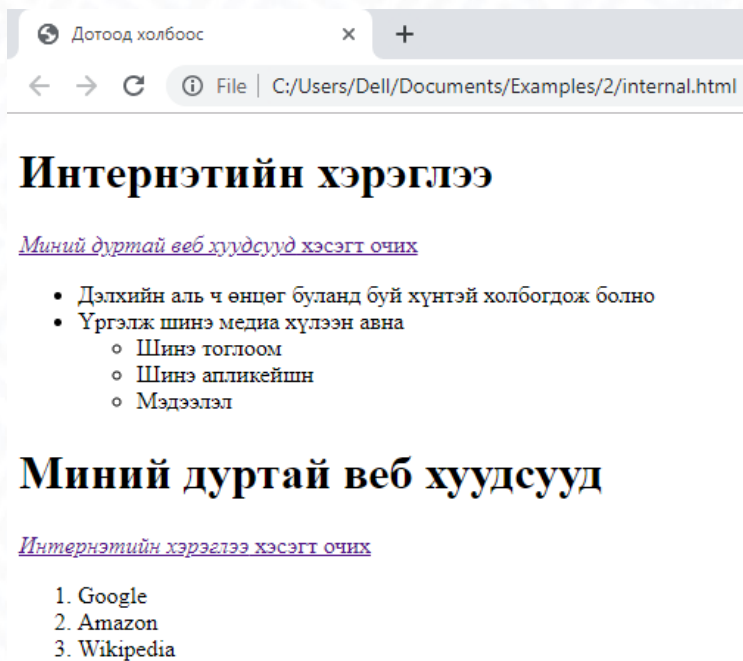 Дотоод холбоос
File | C:/Users/Dell/Documents/Examples/2/internal.html
Интернэтийн хэрэглээ
Миний дуртай веб хуудсууд хэсэгт очих
• Дэлхийн аль ч өнцөг буланд буй хүнтэй холбогдож болно
• Үргэлж шинэ медиа хүлээн авна
◦ Шинэ тоглоом
◦ Шинэ апликейшн
◦ Мэдээлэл
Миний дуртай веб хуудсууд
Интернэтийн хэрэглээ хэсэгт очих
1. Google
2. Amazon
3. Wikipedia